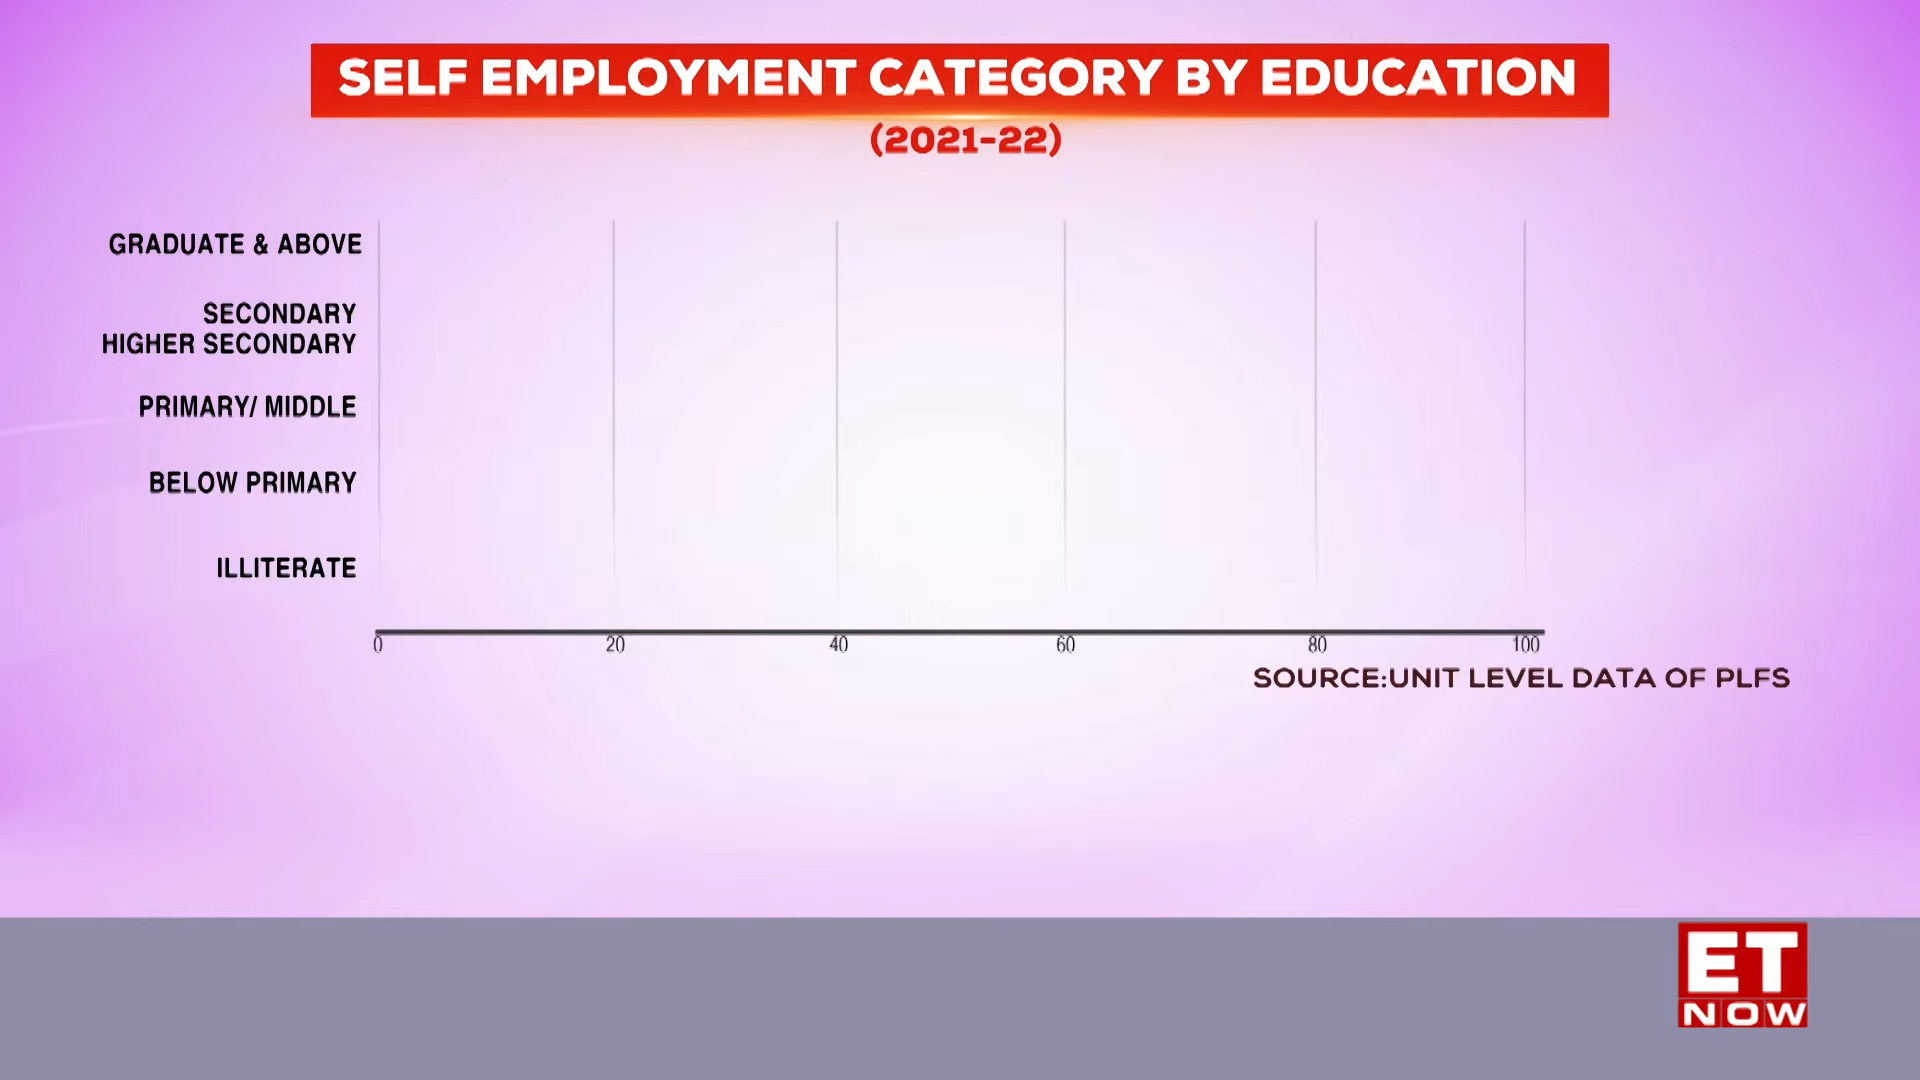 SELF EMPLOYMENT CATEGORY BY EDUCATION
(2021-22)
GRADUATE & ABOVE
SECONDARY
HIGHER SECONDARY
PRIMARY/ MIDDLE
BELOW PRIMARY
ILLITERATE
0 20 40 60 80 100
SOURCE:UNIT LEVEL DATA OF PLFS
ET
NOW